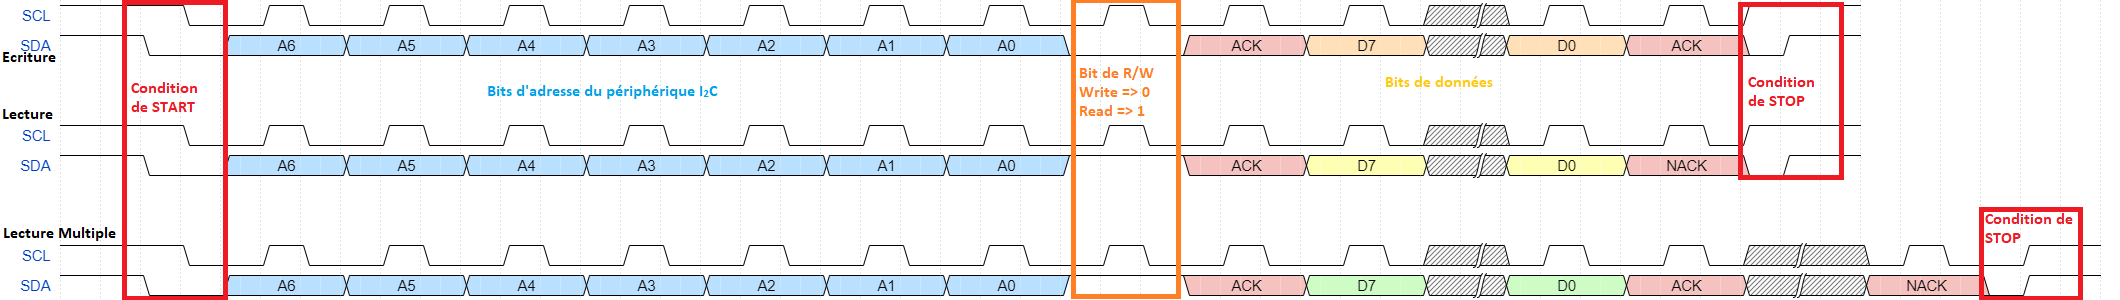 SCL
SDA A6 A5 A4 A3 A2 A1 A0 ACK D7 D0 ACK
Ecriture
Condition
de START
Bits d'adresse du périphérique I₂C
Bit de R/W
Write => 0
Read => 1
Bits de données
Condition
de STOP
Lecture
SCL
SDA A6 A5 A4 A3 A2 A1 A0 ACK D7 D0 NACK
Lecture Multiple
Condition de
STOP
SCL
SDA A6 A5 A4 A3 A2 A1 A0 ACK D7 D0 ACK NACK